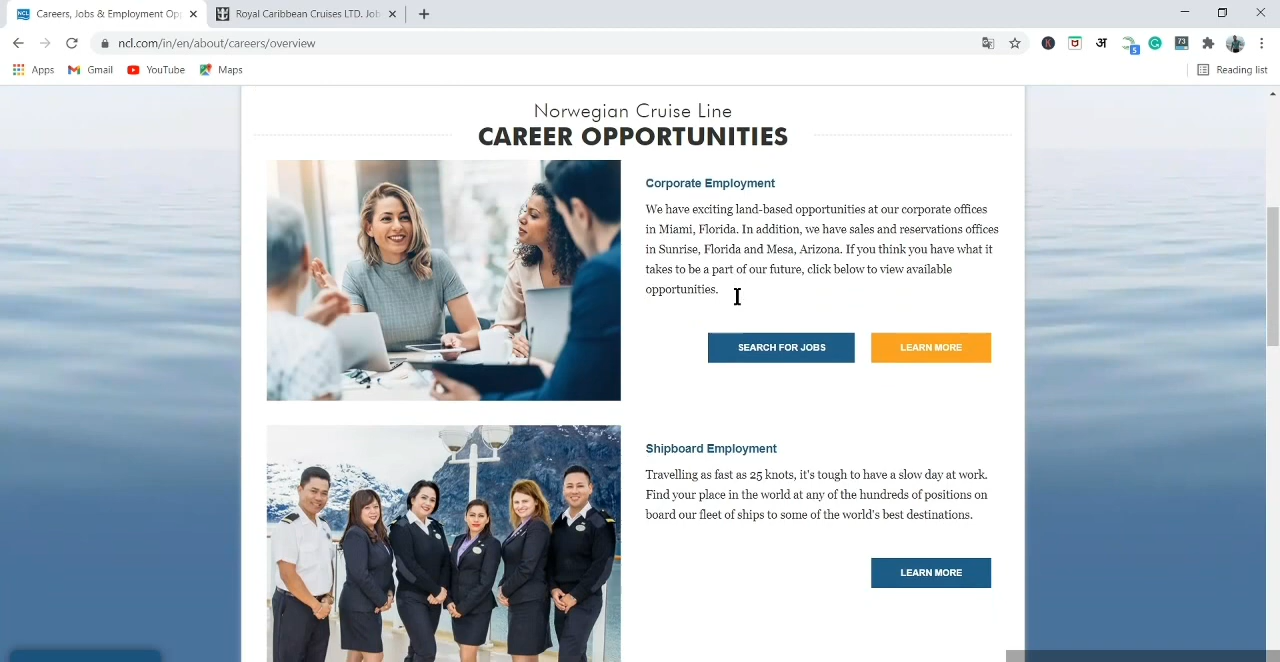 Careers, Jobs & Employment Opp
Royal Caribbean Cruises LTD. Job
ncl.com/in/en/about/careers/overview
5
73
Apps
Gmail
YouTube
Maps
Reading list
Norwegian Cruise Line
CAREER OPPORTUNITIES
Corporate Employment
We have exciting land-based opportunities at our corporate offices
in Miami, Florida. In addition, we have sales and reservations offices
in Sunrise, Florida and Mesa, Arizona. If you think you have what it
takes to be a part of our future, click below to view available
opportunities.
SEARCH FOR JOBS
LEARN MORE
Shipboard Employment
Travelling as fast as 25 knots, it's tough to have a slow day at work.
Find your place in the world at any of the hundreds of positions on
board our fleet of ships to some of the world's best destinations.
LEARN MORE